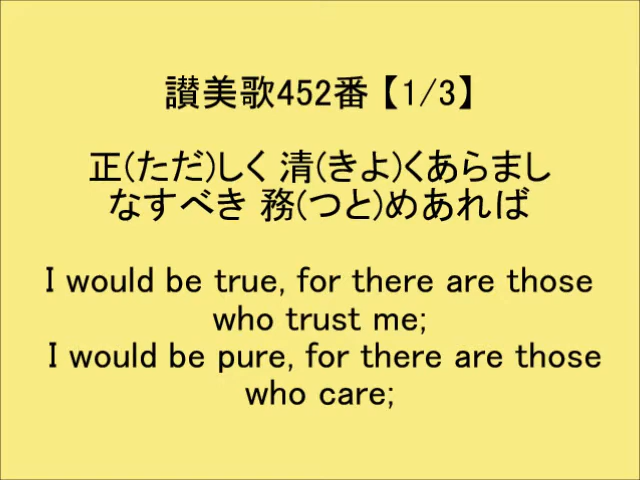 讃美歌452番【1/3】
正(ただ)しく 清(きよ)くあらまし
なすべき 務(つと)めあれば
I would be true, for there are those
who trust me;
I would be pure, for there are those
who care;